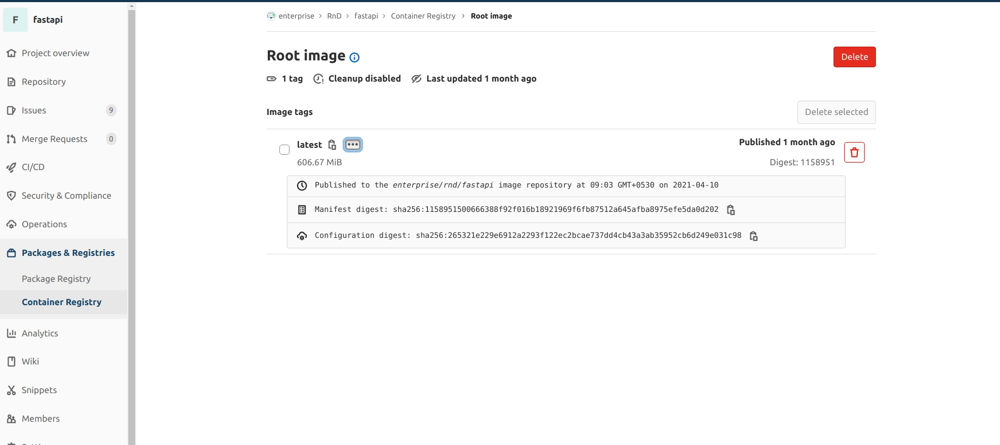 F fastapi
Project overview
Repository
Issues 9
Merge Requests 0
CI/CD
Security & Compliance
Operations
Packages & Registries
Package Registry
Container Registry
Analytics
Wiki
Snippets
Members
enterprise > RnD > fastapi > Container Registry > Root image
Root image
Delete
1 tag Cleanup disabled Last updated 1 month ago
Image tags
Delete selected
latest
Published 1 month ago
606.67 MiB
Digest: 1158951
Published to the enterprise/rnd/fastapi image repository at 09:03 GMT+0530 on 2021-04-10
Manifest digest: sha256:1158951500666388f92f016b18921969f6fb87512a645afba8975efe5da0d202
Configuration digest: sha256:265321e229e6912a2293f122ec2bcae737dd4cb43a3ab35952cb6d249e031c98